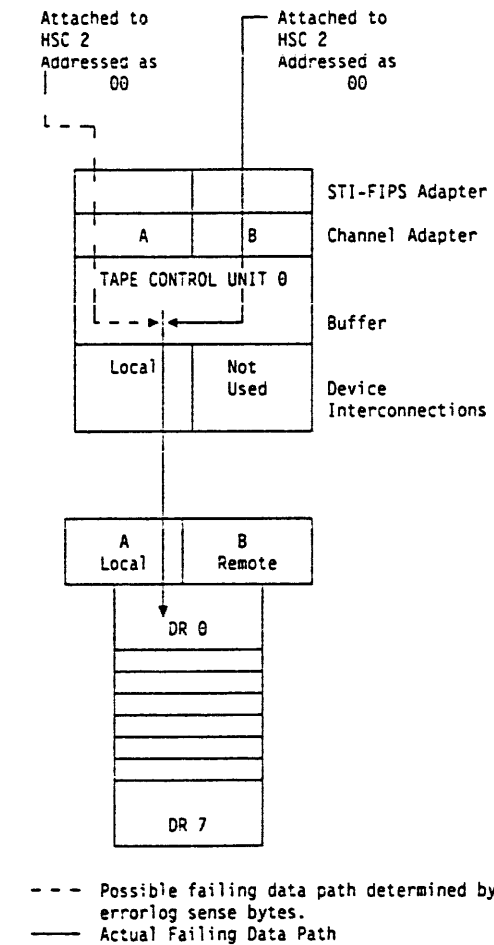 Attached to
HSC 2
Addressed as
00
Attached to
HSC 2
Addressed as
00
STI-FIPS Adapter
A
B
Channel Adapter
TAPE CONTROL UNIT 0
Buffer
Local
Not
Used
Device
Interconnections
A
Local
B
Remote
DR 0
DR 7
Possible failing data path determined by
errorlog sense bytes.
Actual Failing Data Path